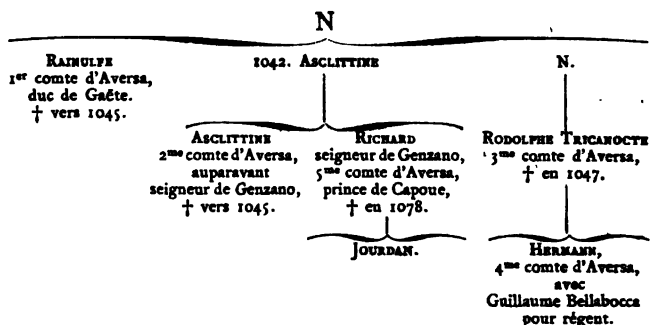 N
RAINULFE
1er comte d'Aversa,
duc de Gaëte.
† vers 1045.
1042. ASCLITTINE
N.
ASCLITTINE
2me comte d'Aversa,
auparavant
seigneur de Genzano,
† vers 1045.
RICHARD
seigneur de Genzano,
5me comte d'Aversa,
prince de Capoue,
† en 1078.
RODOLPHE TRICANOCTE
3me comte d'Aversa,
† en 1047.
JOURDAN.
HERMANN,
4me comte d'Aversa,
avec
Guillaume Bellabocca
pour régent.